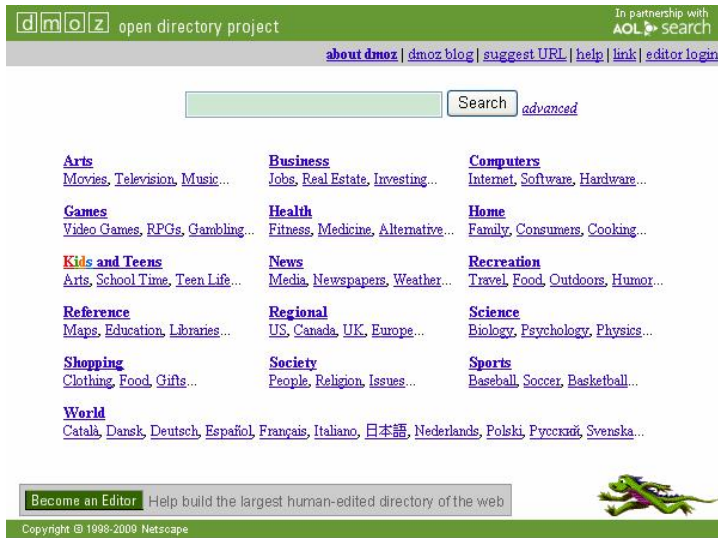 dmoz open directory project
In partnership with
AOL search
about dmoz | dmoz blog | suggest URL | help | link | editor login
Search advanced
Arts
Movies, Television, Music...
Business
Jobs, Real Estate, Investing...
Computers
Internet, Software, Hardware...
Games
Video Games, RPGs, Gambling...
Health
Fitness, Medicine, Alternative...
Home
Family, Consumers, Cooking...
Kids and Teens
Arts, School Time, Teen Life...
News
Media, Newspapers, Weather...
Recreation
Travel, Food, Outdoors, Humor...
Reference
Maps, Education, Libraries...
Regional
US, Canada, UK, Europe...
Science
Biology, Psychology, Physics...
Shopping
Clothing, Food, Gifts...
Society
People, Religion, Issues...
Sports
Baseball, Soccer, Basketball...
World
Català, Dansk, Deutsch, Español, Français, Italiano, 日本語, Nederlands, Polski, Русский, Svenska...
Become an Editor Help build the largest human-edited directory of the web
Copyright © 1998-2009 Netscape